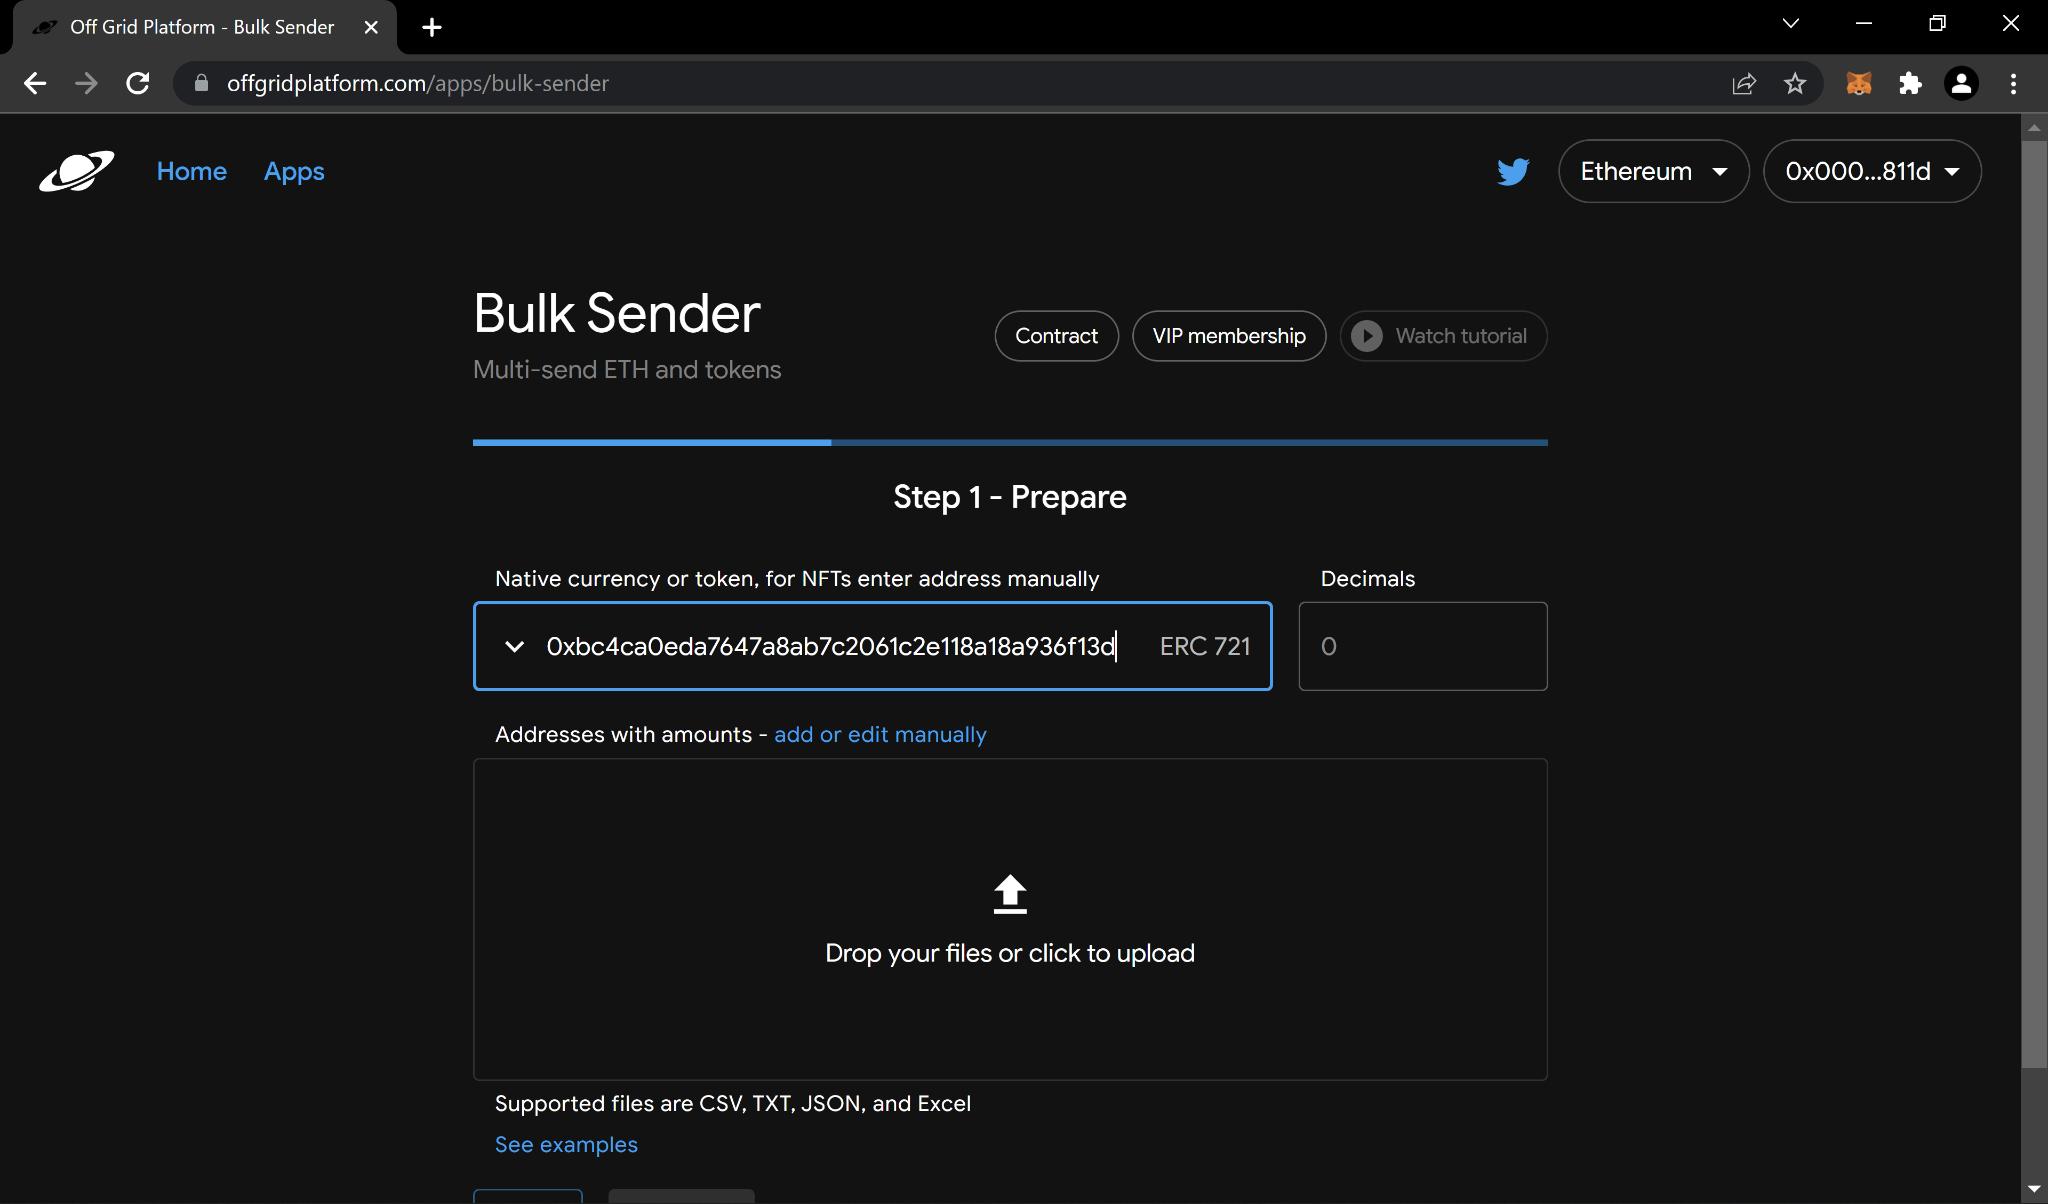 Off Grid Platform - Bulk Sender
offgridplatform.com/apps/bulk-sender
Home Apps Ethereum 0x000...811d
Bulk Sender
Contract VIP membership Watch tutorial
Multi-send ETH and tokens
Step 1 - Prepare
Native currency or token, for NFTs enter address manually Decimals
0xbc4ca0eda7647a8ab7c2061c2e118a18a936f13d ERC 721 0
Addresses with amounts - add or edit manually
Drop your files or click to upload
Supported files are CSV, TXT, JSON, and Excel
See examples